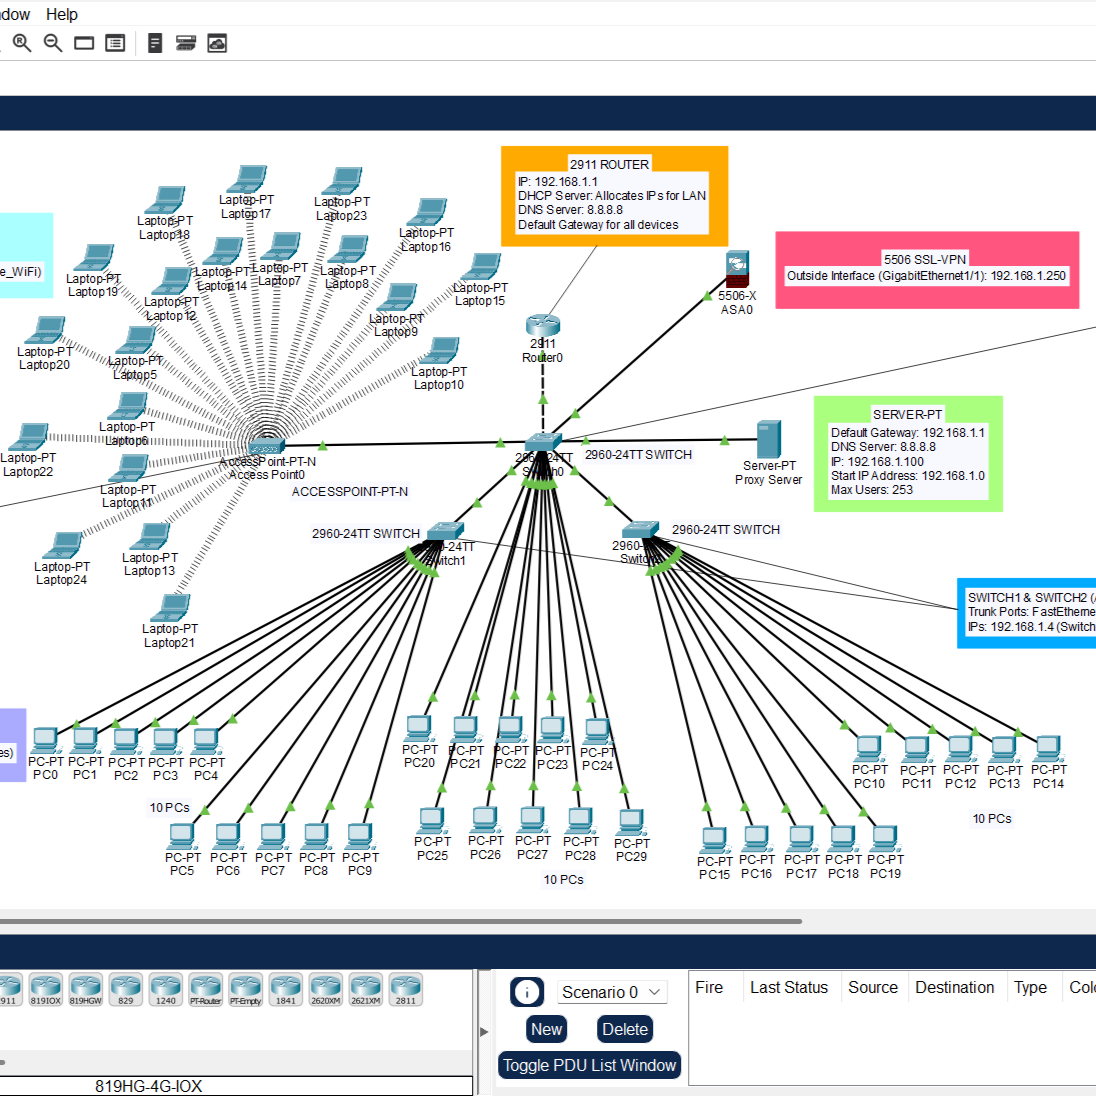 Help
2911 ROUTER
IP: 192.168.1.1
DHCP Server: Allocates IPs for LAN
DNS Server: 8.8.8.8
Default Gateway for all devices
5506 SSL-VPN
Outside Interface (GigabitEthernet1/1): 192.168.1.250
5506-X
ASA0
2911
Router0
SERVER-PT
Default Gateway: 192.168.1.1
DNS Server: 8.8.8.8
IP: 192.168.1.100
Start IP Address: 192.168.1.0
Max Users: 253
Server-PT
Proxy Server
2960-24TT SWITCH
e_WiFi)
Laptop-PT
Laptop17
Laptop-PT
Laptop23
Laptop-PT
Laptop18
Laptop-PT
Laptop16
Laptop-PT
Laptop14
Laptop-PT
Laptop7
Laptop-PT
Laptop8
Laptop-PT
Laptop19
Laptop-PT
Laptop15
Laptop-PT
Laptop12
Laptop-PT
Laptop9
Laptop-PT
Laptop20
Laptop-PT
Laptop5
Laptop-PT
Laptop10
Laptop-PT
Laptop6
Laptop-PT
Laptop22
Laptop-PT
Laptop11
AccessPoint-PT-N
Access Point0
ACCESSPOINT-PT-N
Laptop-PT
Laptop24
Laptop-PT
Laptop13
Laptop-PT
Laptop21
2960-24TT SWITCH
2960-24TT SWITCH
SWITCH1 & SWITCH2
Trunk Ports:
IPs: 192.168.1.4
es)
PC-PT
PC0
PC-PT
PC1
PC-PT
PC2
PC-PT
PC3
PC-PT
PC4
10 PCs
PC-PT
PC5
PC-PT
PC6
PC-PT
PC7
PC-PT
PC8
PC-PT
PC9
PC-PT
PC20
PC-PT
PC21
PC-PT
PC22
PC-PT
PC23
PC-PT
PC24
PC-PT
PC25
PC-PT
PC26
PC-PT
PC27
PC-PT
PC28
PC-PT
PC29
10 PCs
PC-PT
PC10
PC-PT
PC11
PC-PT
PC12
PC-PT
PC13
PC-PT
PC14
10 PCs
PC-PT
PC15
PC-PT
PC16
PC-PT
PC17
PC-PT
PC18
PC-PT
PC19
819IOX 819HGW 829 1240 PT-Router PT-Empty 1841 2620XM 2621XM 2811
819HG-4G-IOX
Scenario 0
New Delete
Toggle PDU List Window
Fire Last Status Source Destination Type